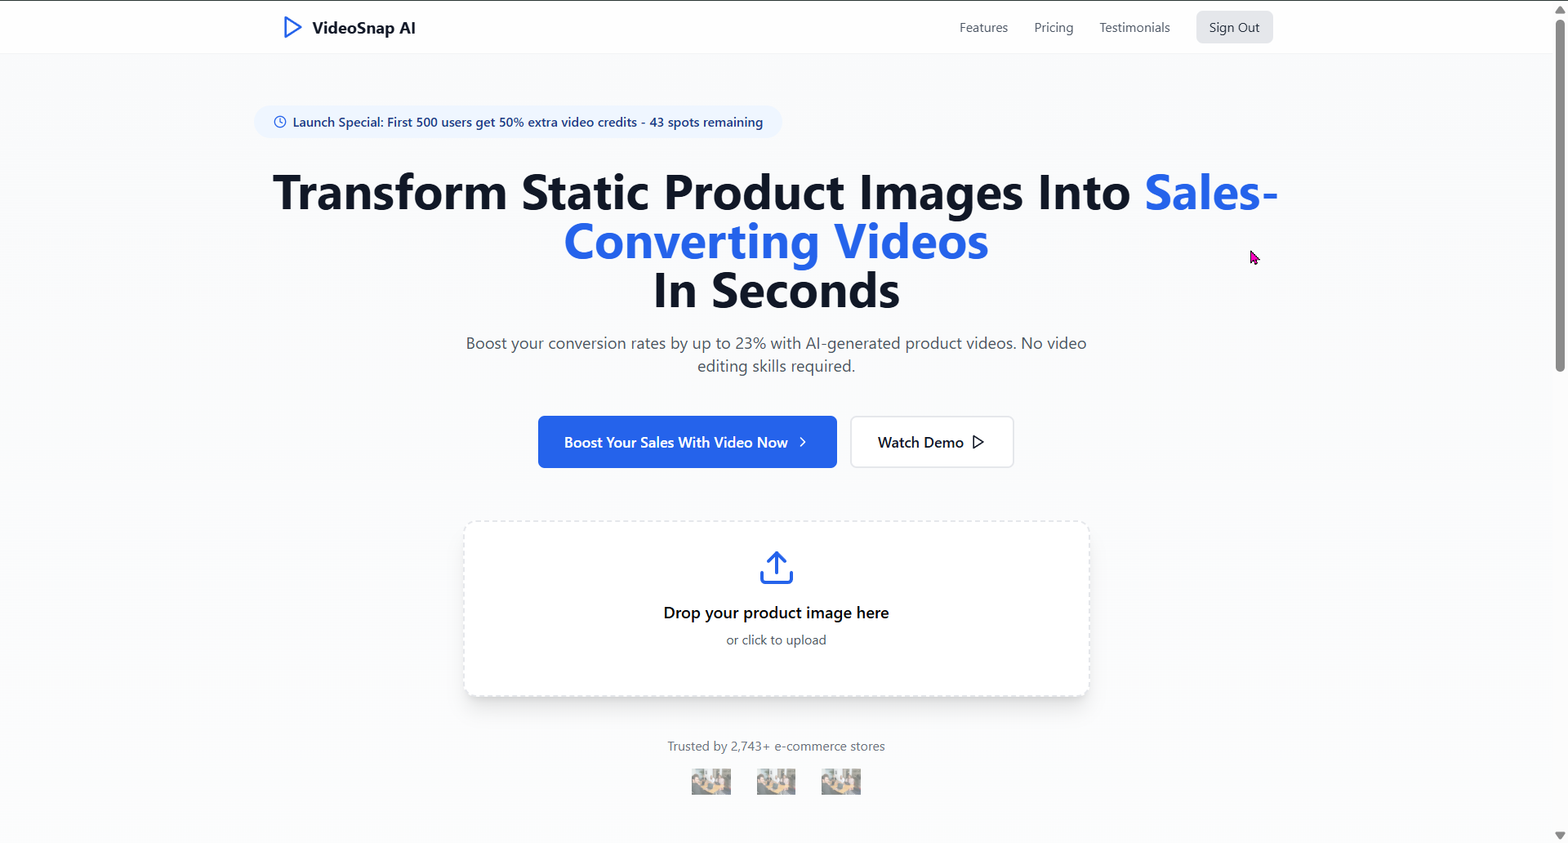 VideoSnap AI
Features
Pricing
Testimonials
Sign Out
Launch Special: First 500 users get 50% extra video credits - 43 spots remaining
Transform Static Product Images Into Sales-
Converting Videos
In Seconds
Boost your conversion rates by up to 23% with AI-generated product videos. No video
editing skills required.
Boost Your Sales With Video Now
Watch Demo
Drop your product image here
or click to upload
Trusted by 2,743+ e-commerce stores